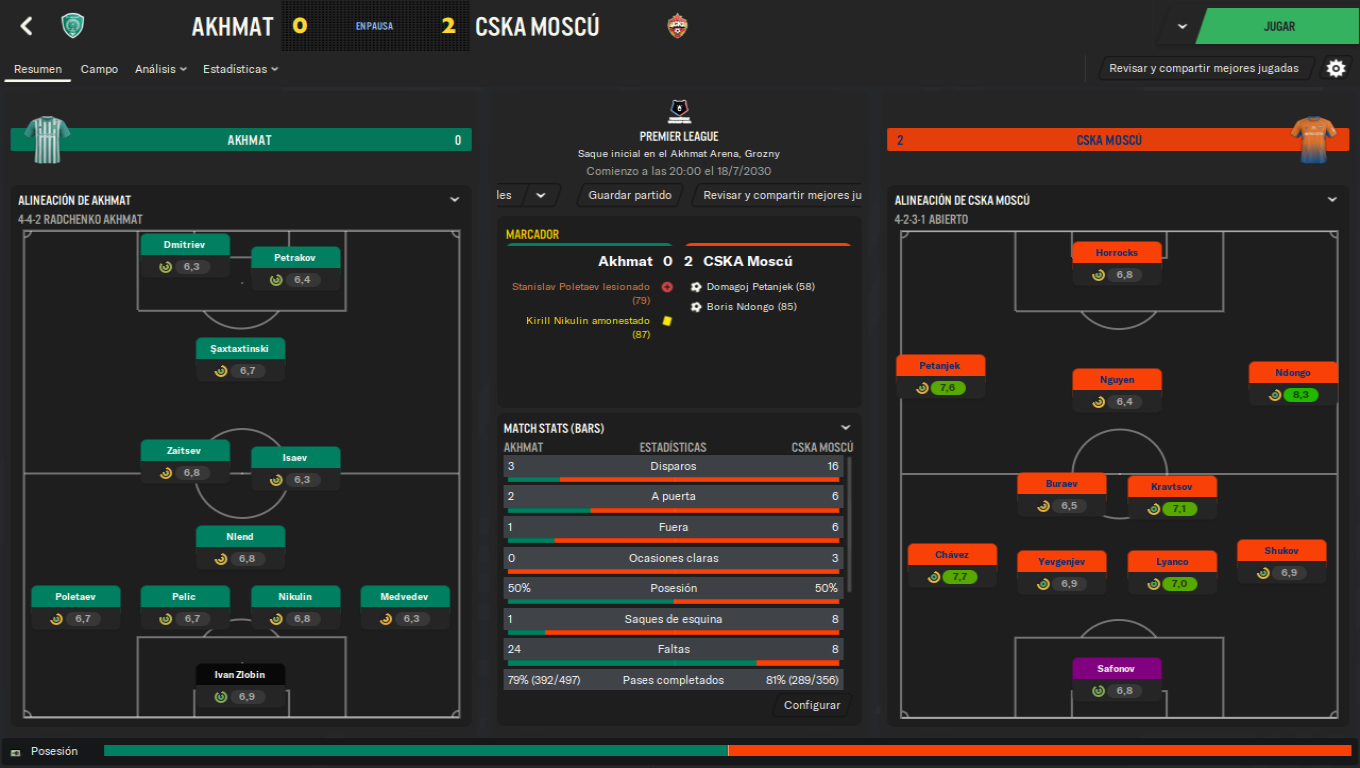 AKHMAT 0 EN PAUSA 2 CSKA MOSCÚ
JUGAR
Resumen Campo Análisis Estadísticas
Revisar y compartir mejores jugadas
AKHMAT 0
PREMIER LEAGUE
Saque inicial en el Akhmat Arena, Grozny
Comienzo a las 20:00 el 18/7/2030
les Guardar partido Revisar y compartir mejores ju
2 CSKA MOSCÚ
ALINEACIÓN DE AKHMAT
4-4-2 RADCHENKO AKHMAT
Dmitriev
6,3
Petrakov
6,4
Şaxtaxtinski
6,7
Zaitsev
6,8
Isaev
6,3
Nlend
6,8
Poletaev
6,7
Pelic
6,7
Nikulin
6,8
Medvedev
6,3
Ivan Zlobin
6,9
MARCADOR
Akhmat 0 2 CSKA Moscú
Stanislav Poletaev lesionado
(79)
Kirill Nikulin amonestado
(87)
Domagoj Petanjek (58)
Boris Ndongo (85)
MATCH STATS (BARS)
AKHMAT ESTADÍSTICAS CSKA MOSCÚ
3 Disparos 16
2 A puerta 6
1 Fuera 6
0 Ocasiones claras 3
50% Posesión 50%
1 Saques de esquina 8
24 Faltas 8
79% (392/497) Pases completados 81% (289/356)
Configurar
ALINEACIÓN DE CSKA MOSCÚ
4-2-3-1 ABIERTO
Horrocks
6,8
Petanjek
7,6
Nguyen
6,4
Ndongo
8,3
Buraev
6,5
Kravtsov
7,1
Chávez
7,7
Yevgenjev
6,9
Lyanco
7,0
Shukov
6,9
Safonov
6,8
Posesión